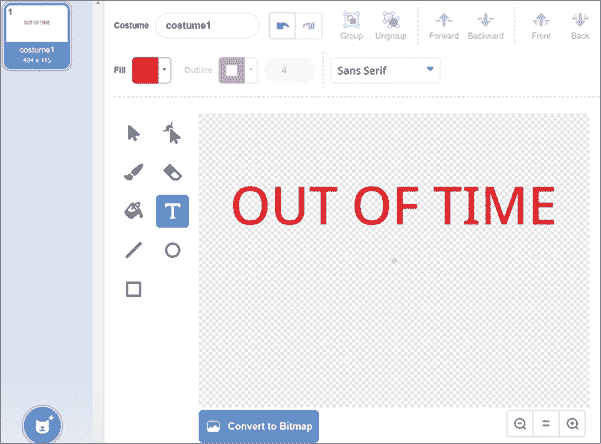 1
OUT OF TIME
costume1
404 x 115
Costume
costume1
Group
Ungroup
Forward
Backward
Front
Back
Fill
Outline
4
Sans Serif
T
OUT OF TIME
Convert to Bitmap